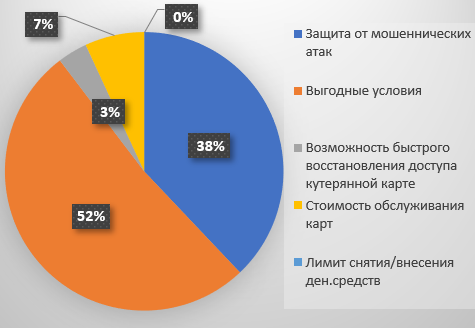 7%
0%
38%
3%
52%
Защита от мошеннических
атак
Выгодные условия
Возможность быстрого
восстановления доступа
кутерянной карте
Стоимость обслуживания
карт
Лимит снятия/внесения
ден.средств